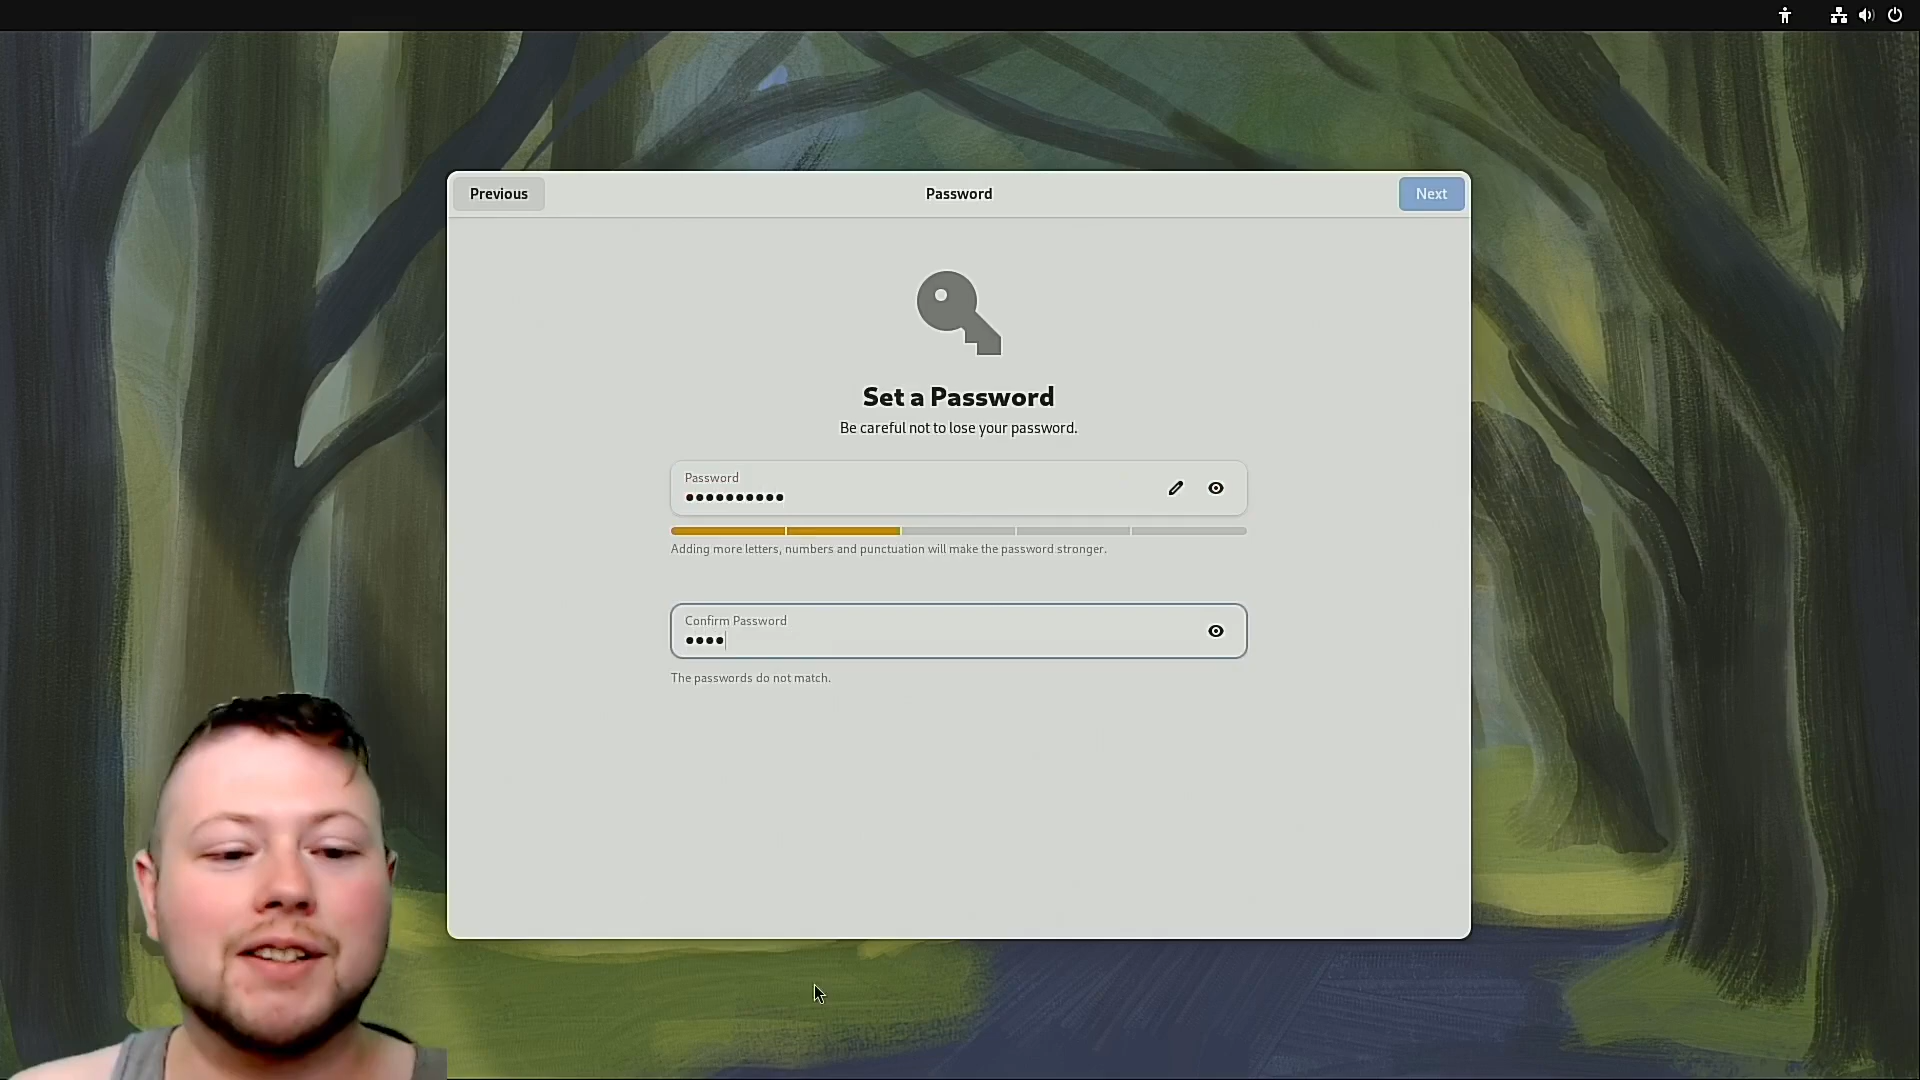 Previous
Password
Next
Set a Password
Be careful not to lose your password.
Password
●●●●●●●●●●
Adding more letters, numbers and punctuation will make the password stronger.
Confirm Password
●●●●
The passwords do not match.